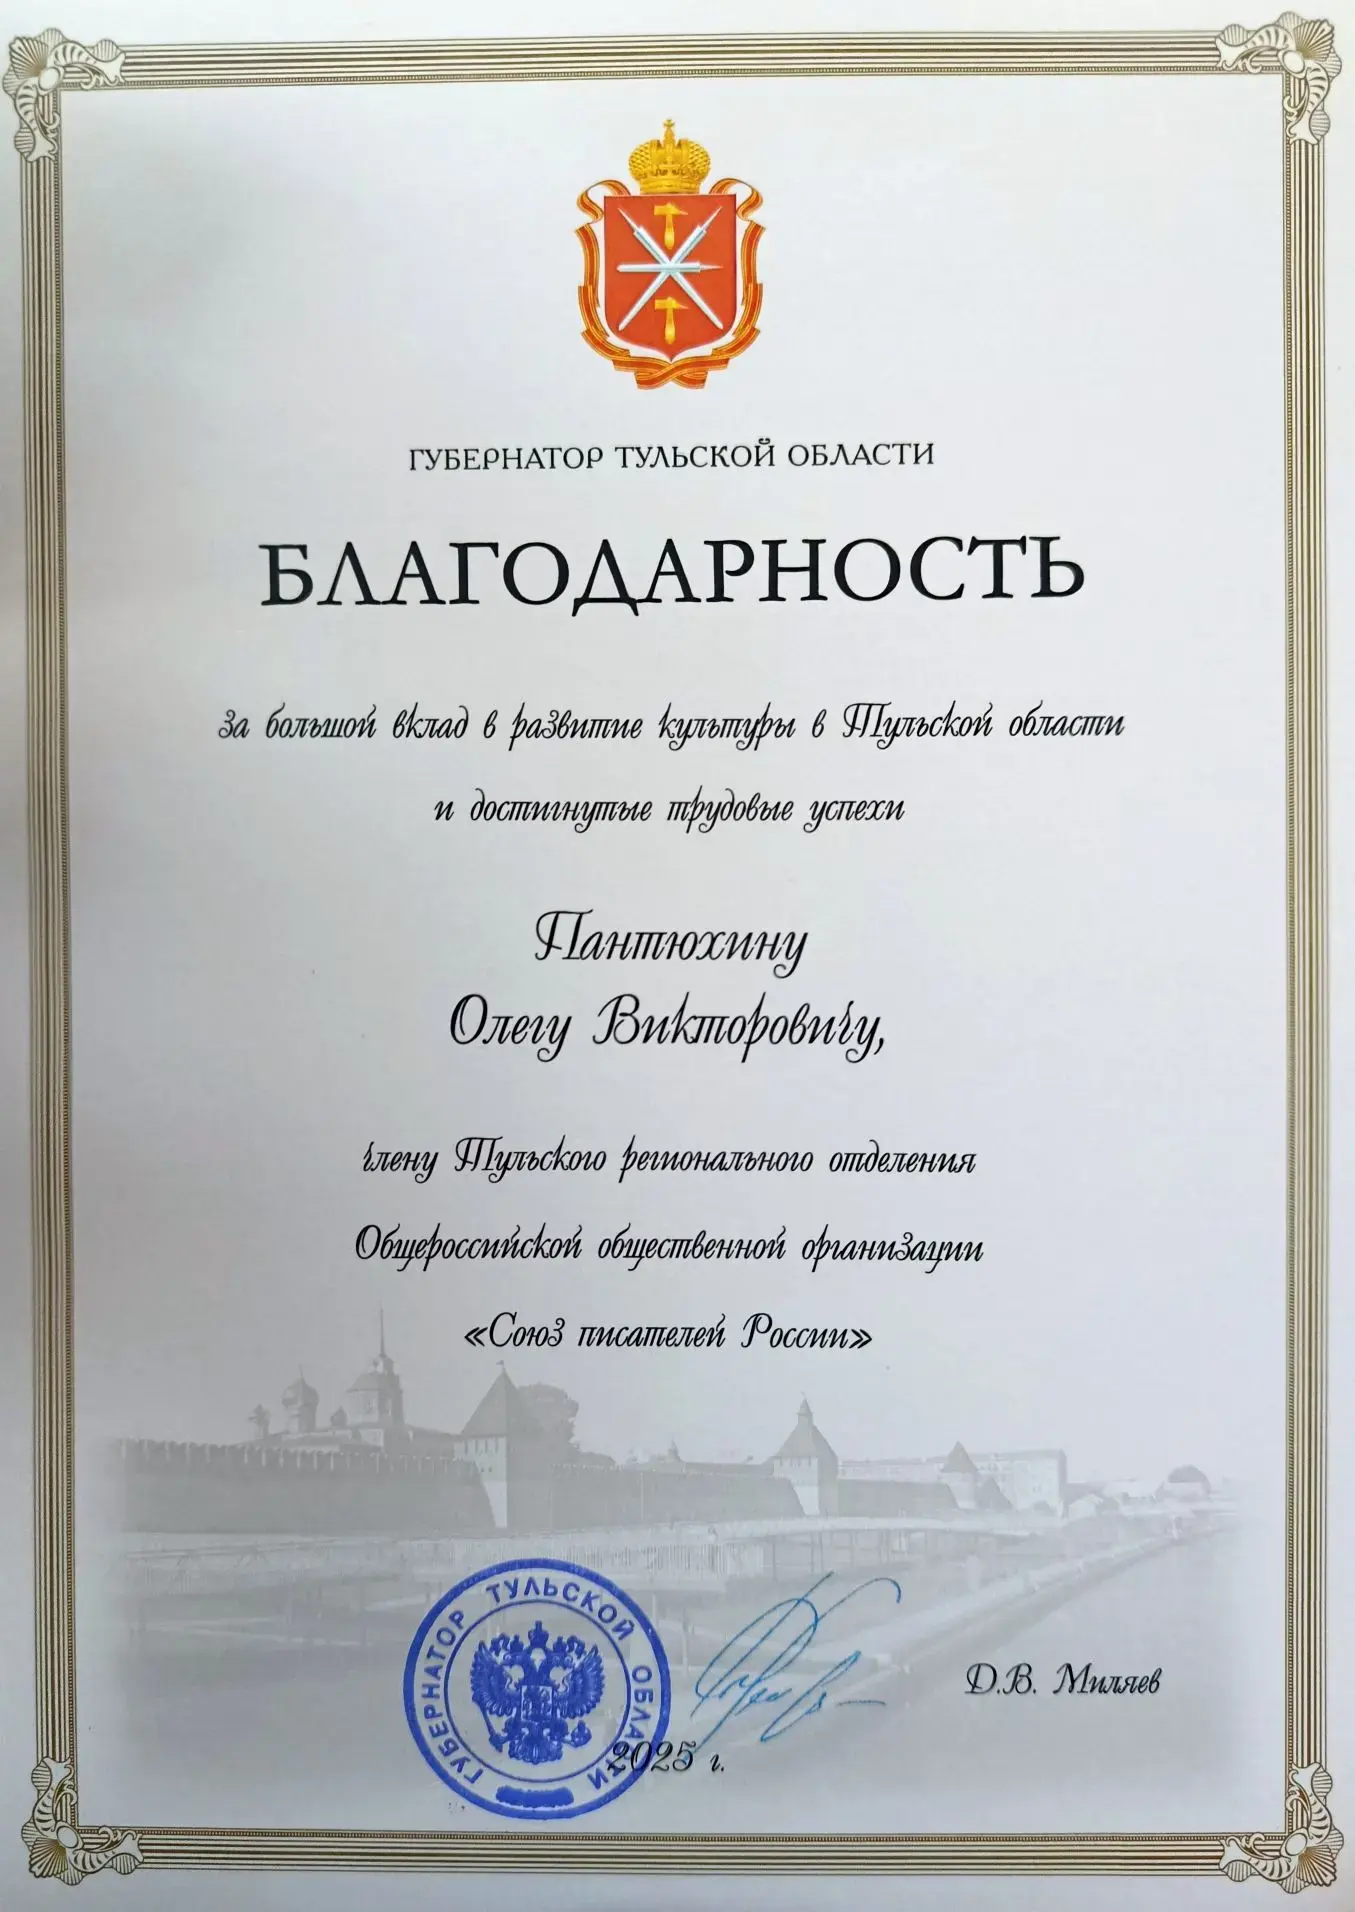 ГУБЕРНАТОР ТУЛЬСКОЙ ОБЛАСТИ
БЛАГОДАРНОСТЬ
за большой вклад в развитие культуры в Тульской области
и достигнутые трудовые успехи
Пантюхину
Олегу Викторовичу,
члену Тульского регионального отделения
Общероссийской общественной организации
«Союз писателей России»
ГУБЕРНАТОР ТУЛЬСКОЙ ОБЛАСТИ
Д.В. Миляев
2025 г.